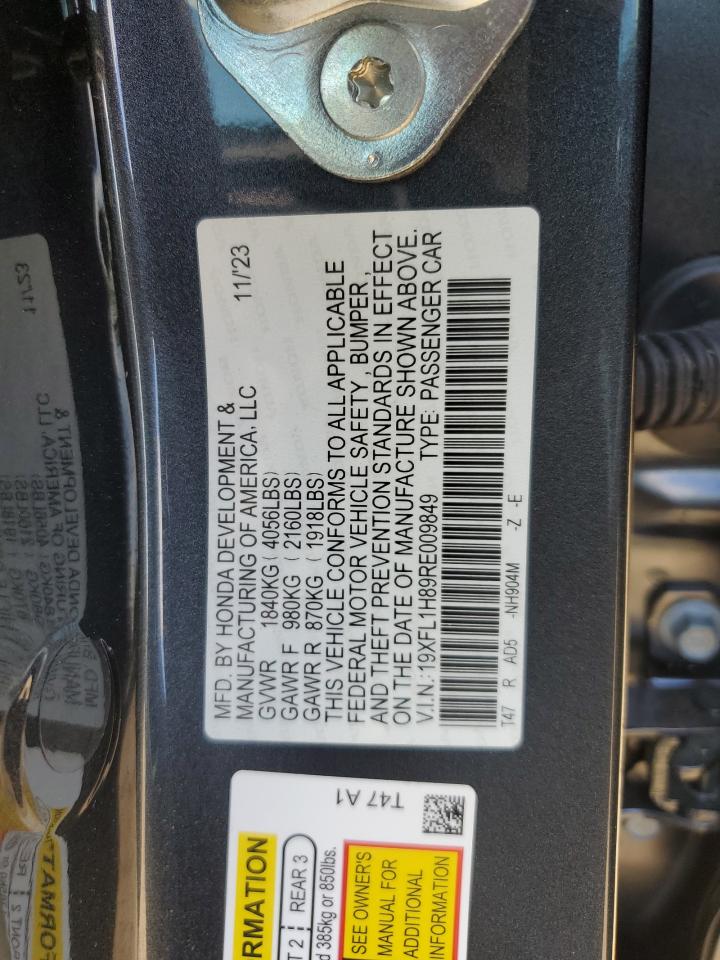 MFD. BY HONDA DEVELOPMENT &
MANUFACTURING OF AMERICA, LLC 11/'23
GVWR 1840KG (4056LBS)
GAWR F 980KG (2160LBS)
GAWR R 870KG (1918LBS)
THIS VEHICLE CONFORMS TO ALL APPLICABLE
FEDERAL MOTOR VEHICLE SAFETY, BUMPER,
AND THEFT PREVENTION STANDARDS IN EFFECT
ON THE DATE OF MANUFACTURE SHOWN ABOVE.
V.I.N.:19XFL1H89RE009849 TYPE: PASSENGER CAR
T47 R AD5 -NH904M -Z -E
T47 A1
RMATION
T 2 REAR 3
d 385kg or 850lbs.
SEE OWNER'S
MANUAL FOR
ADDITIONAL
INFORMATION